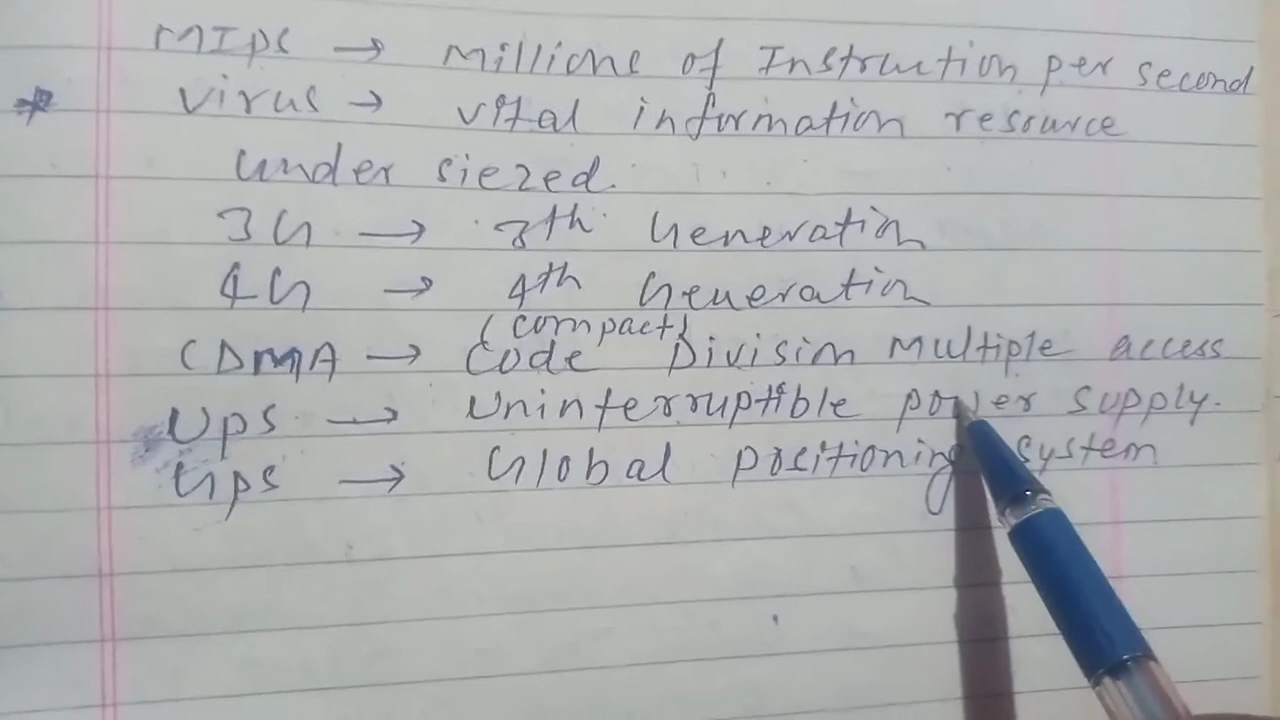 MIPS → Millions of Instruction per second
* Virus → vital information resource
under siezed.
3G → 3th Generation
4G → 4th Generation
(compact)
CDMA → Code Division Multiple access
UPS → Uninterruptible power supply.
GPS → Global positioning system